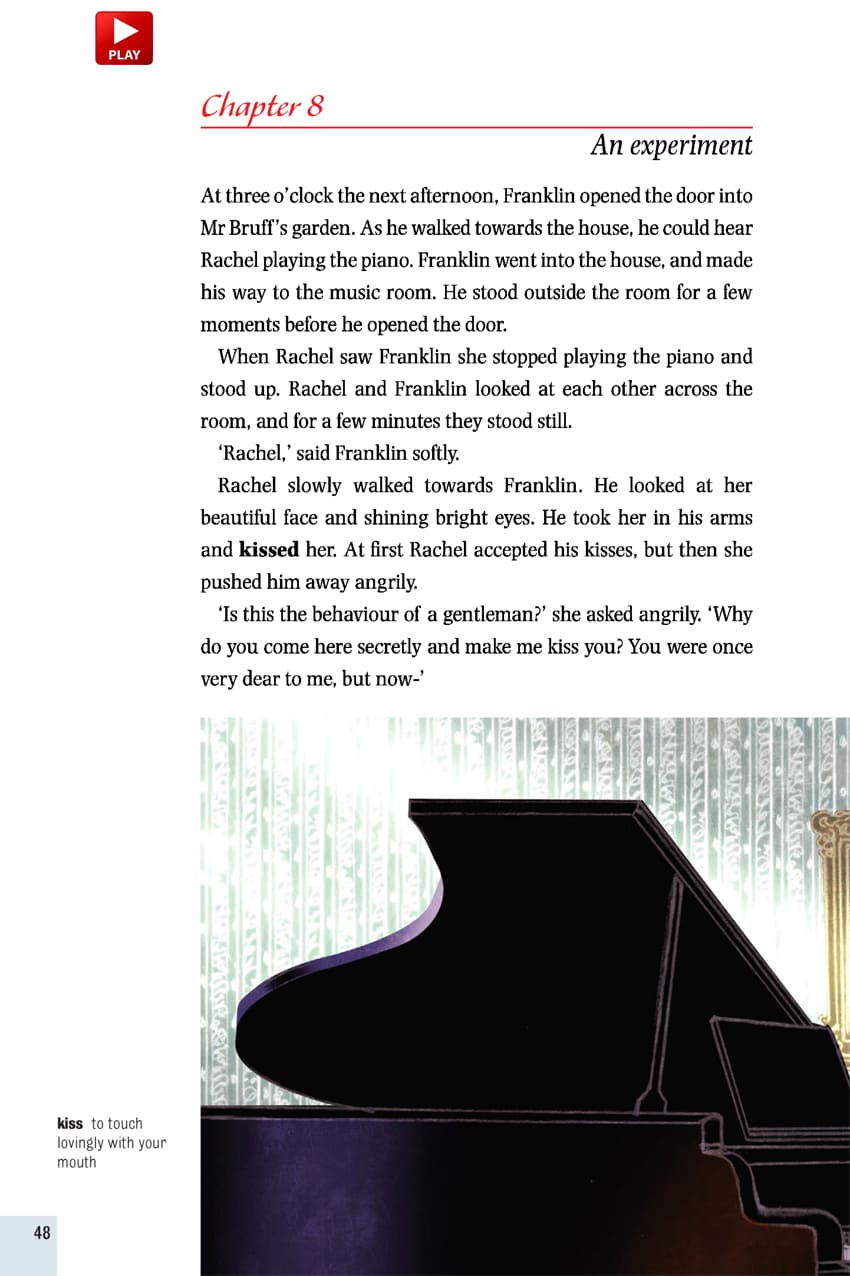 PLAY
Chapter 8
An experiment
At three o’clock the next afternoon, Franklin opened the door into
Mr Bruff’s garden. As he walked towards the house, he could hear
Rachel playing the piano. Franklin went into the house, and made
his way to the music room. He stood outside the room for a few
moments before he opened the door.
When Rachel saw Franklin she stopped playing the piano and
stood up. Rachel and Franklin looked at each other across the
room, and for a few minutes they stood still.
‘Rachel,’ said Franklin softly.
Rachel slowly walked towards Franklin. He looked at her
beautiful face and shining bright eyes. He took her in his arms
and kissed her. At first Rachel accepted his kisses, but then she
pushed him away angrily.
‘Is this the behaviour of a gentleman?’ she asked angrily. ‘Why
do you come here secretly and make me kiss you? You were once
very dear to me, but now-’
kiss to touch
lovingly with your
mouth
48